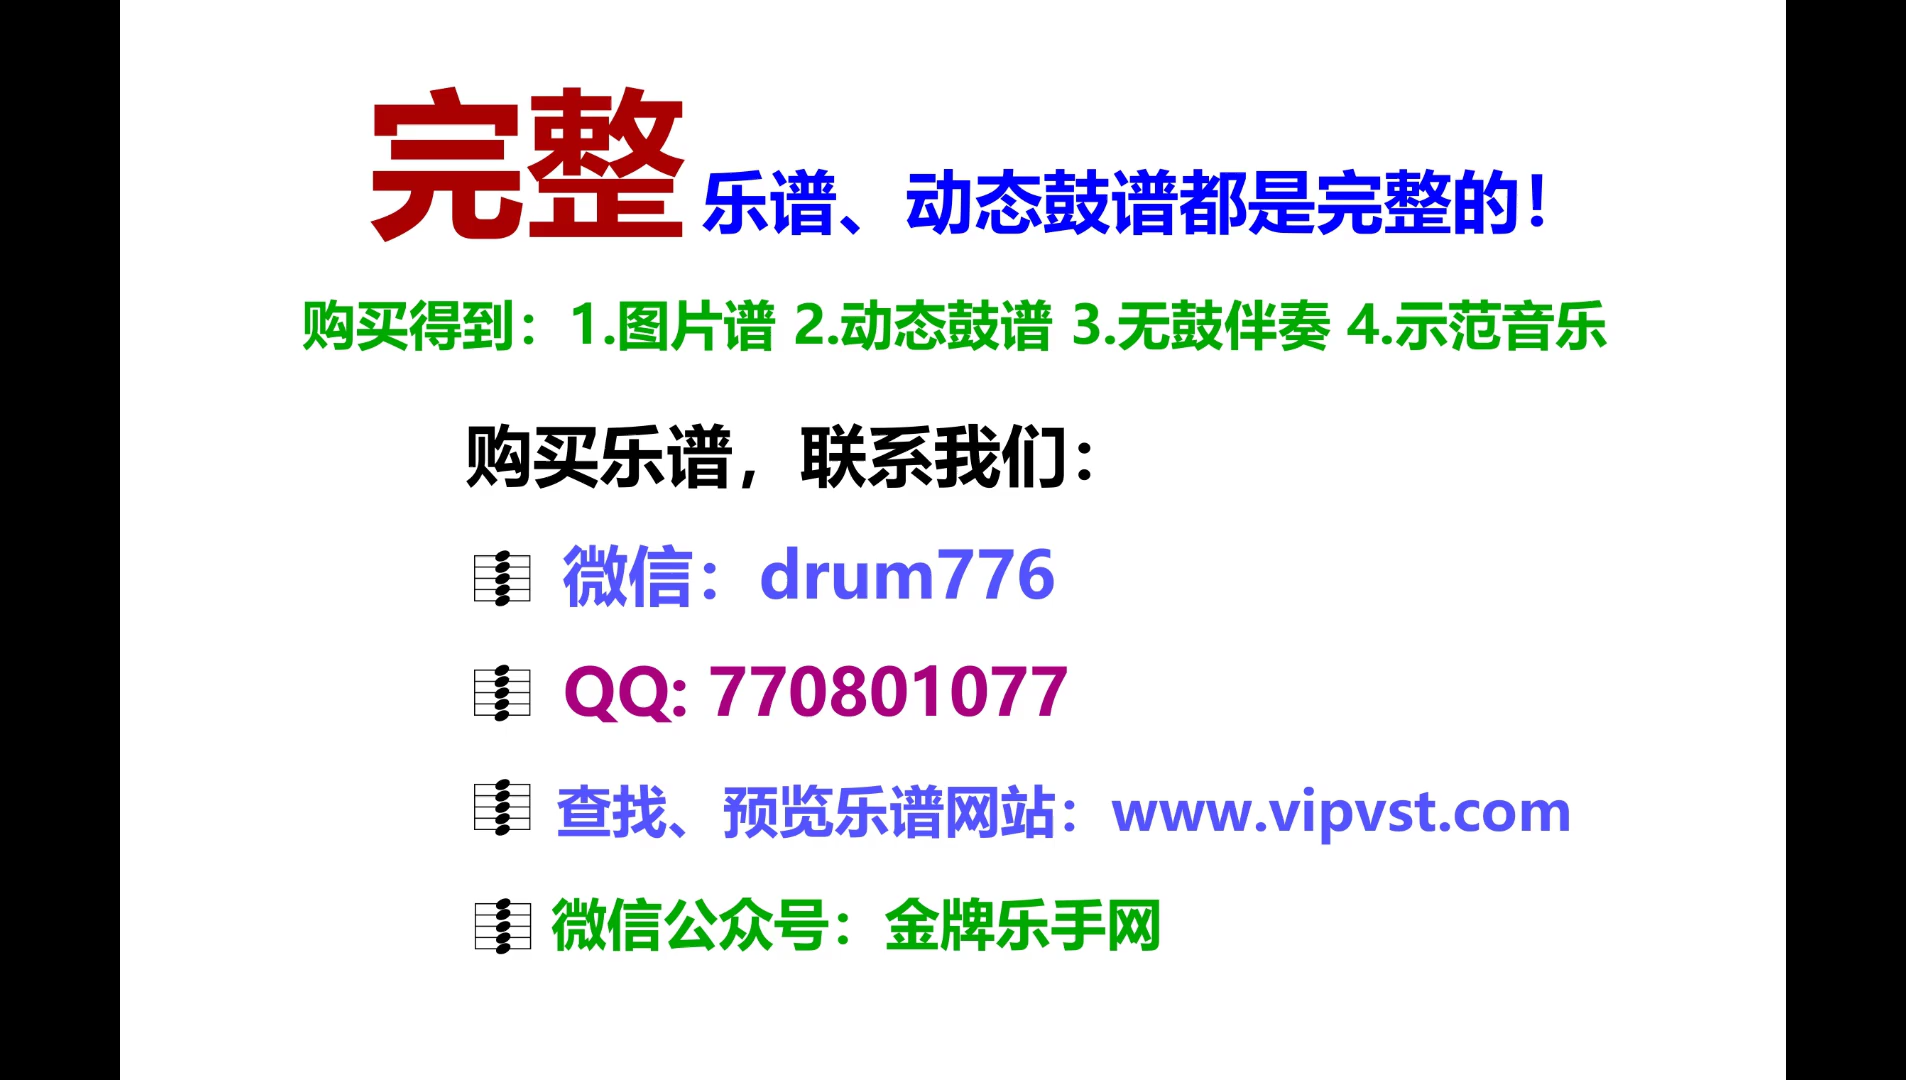 完整 乐谱、动态鼓谱都是完整的！
购买得到：1.图片谱 2.动态鼓谱 3.无鼓伴奏 4.示范音乐
购买乐谱，联系我们：
微信：drum776
QQ: 770801077
查找、预览乐谱网站：www.vipvst.com
微信公众号：金牌乐手网